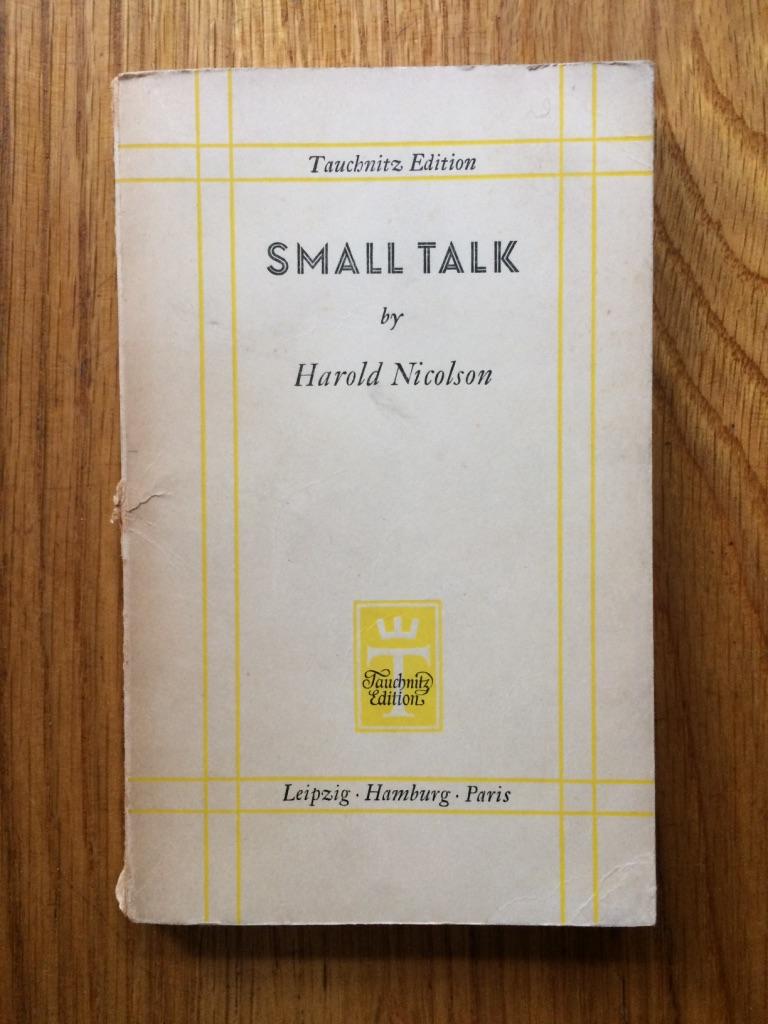 Tauchnitz Edition
SMALL TALK
by
Harold Nicolson
T
Tauchnitz
Edition
Leipzig · Hamburg · Paris